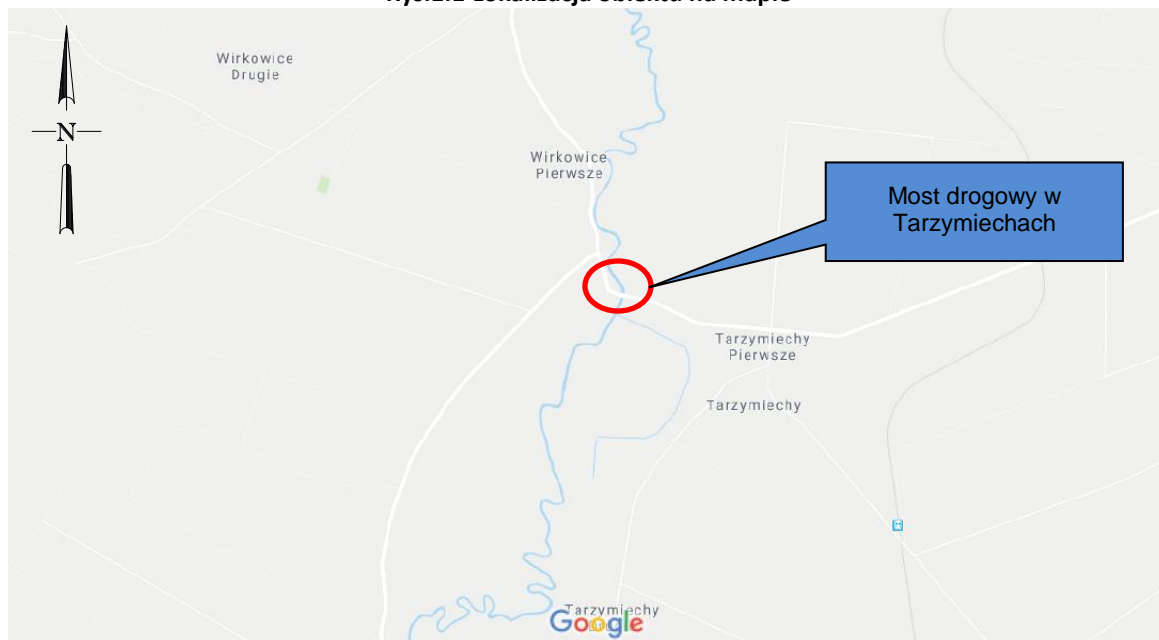 Wirkowice
Drugie
N
Wirkowice
Pierwsze
Most drogowy w
Tarzymiechach
Tarzymiechy
Pierwsze
Tarzymiechy
Tarzymiechy
Google